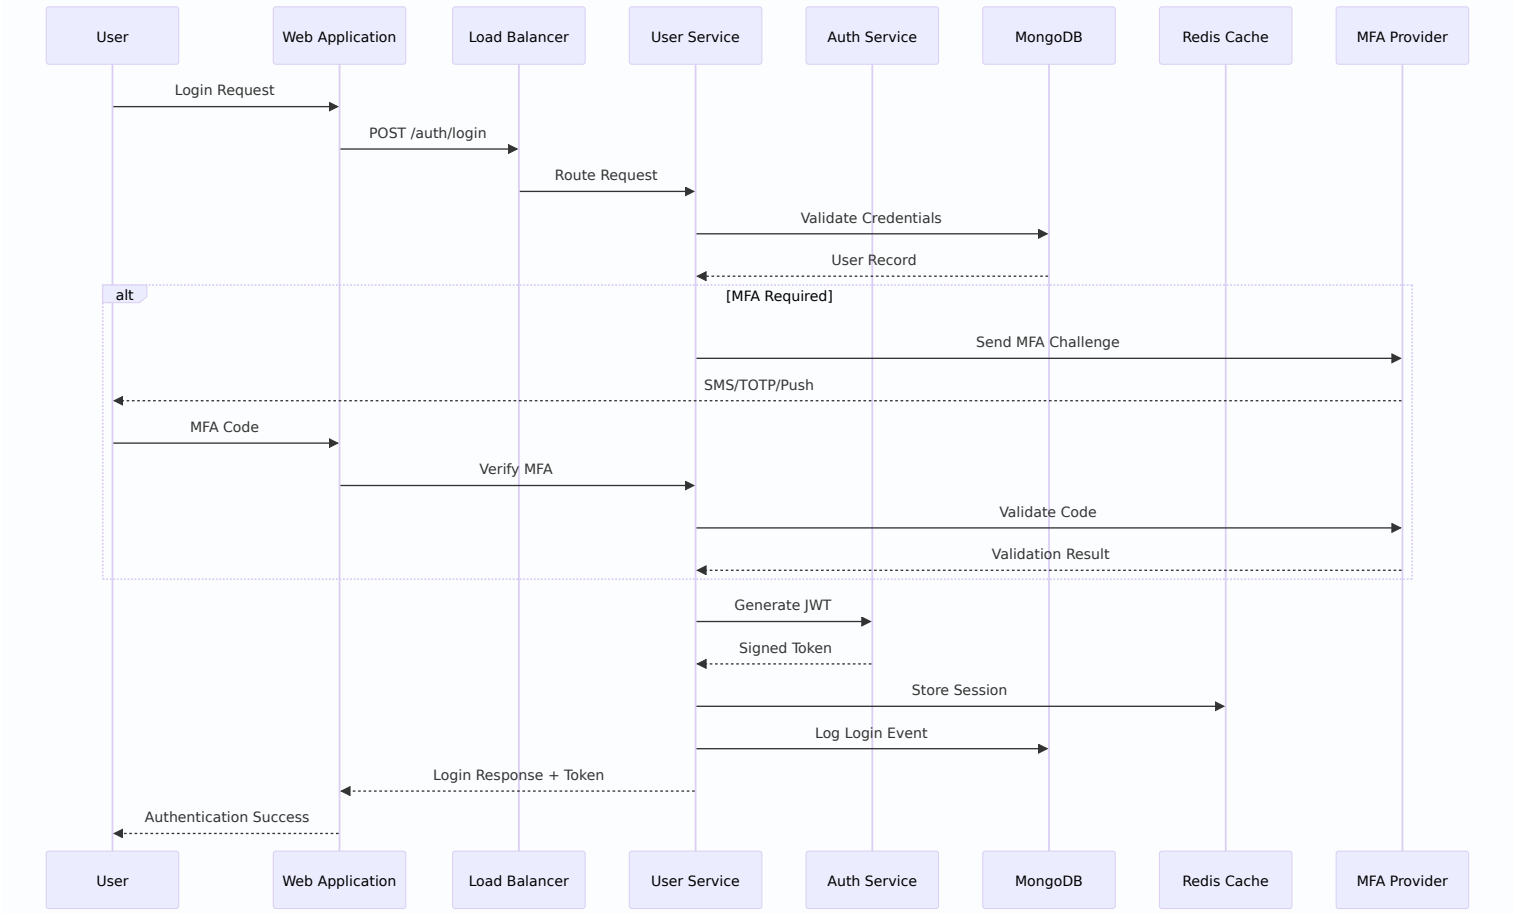 User
Web Application
Load Balancer
User Service
Auth Service
MongoDB
Redis Cache
MFA Provider
Login Request
POST /auth/login
Route Request
Validate Credentials
User Record
alt
[MFA Required]
Send MFA Challenge
SMS/TOTP/Push
MFA Code
Verify MFA
Validate Code
Validation Result
Generate JWT
Signed Token
Store Session
Log Login Event
Login Response + Token
Authentication Success
User
Web Application
Load Balancer
User Service
Auth Service
MongoDB
Redis Cache
MFA Provider